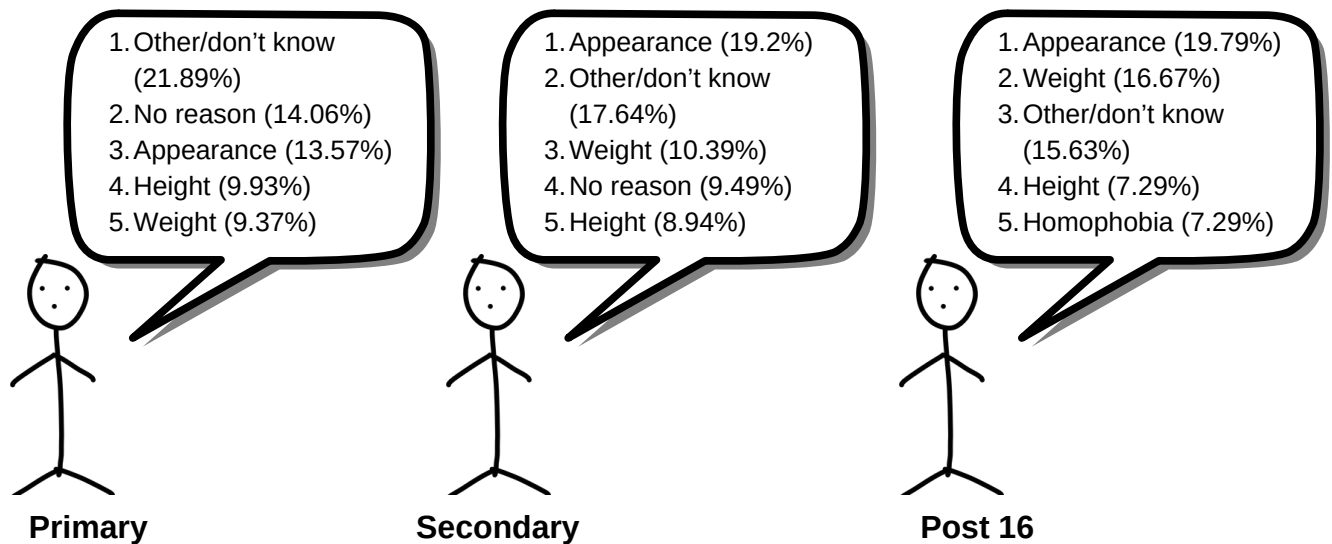 1. Other/don’t know
(21.89%)
2. No reason (14.06%)
3. Appearance (13.57%)
4. Height (9.93%)
5. Weight (9.37%)
1. Appearance (19.2%)
2. Other/don’t know
(17.64%)
3. Weight (10.39%)
4. No reason (9.49%)
5. Height (8.94%)
1. Appearance (19.79%)
2. Weight (16.67%)
3. Other/don’t know
(15.63%)
4. Height (7.29%)
5. Homophobia (7.29%)
Primary
Secondary
Post 16